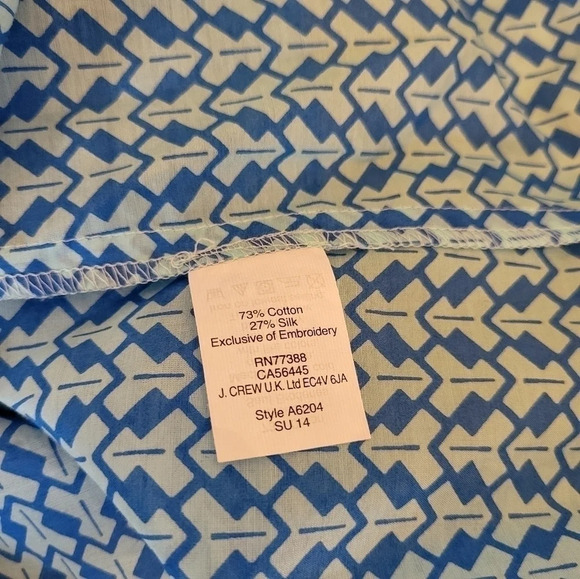 73% Cotton
27% Silk
Exclusive of Embroidery
RN77388
CA56445
J. CREW U.K. Ltd EC4V 6JA
Style A6204
SU 14